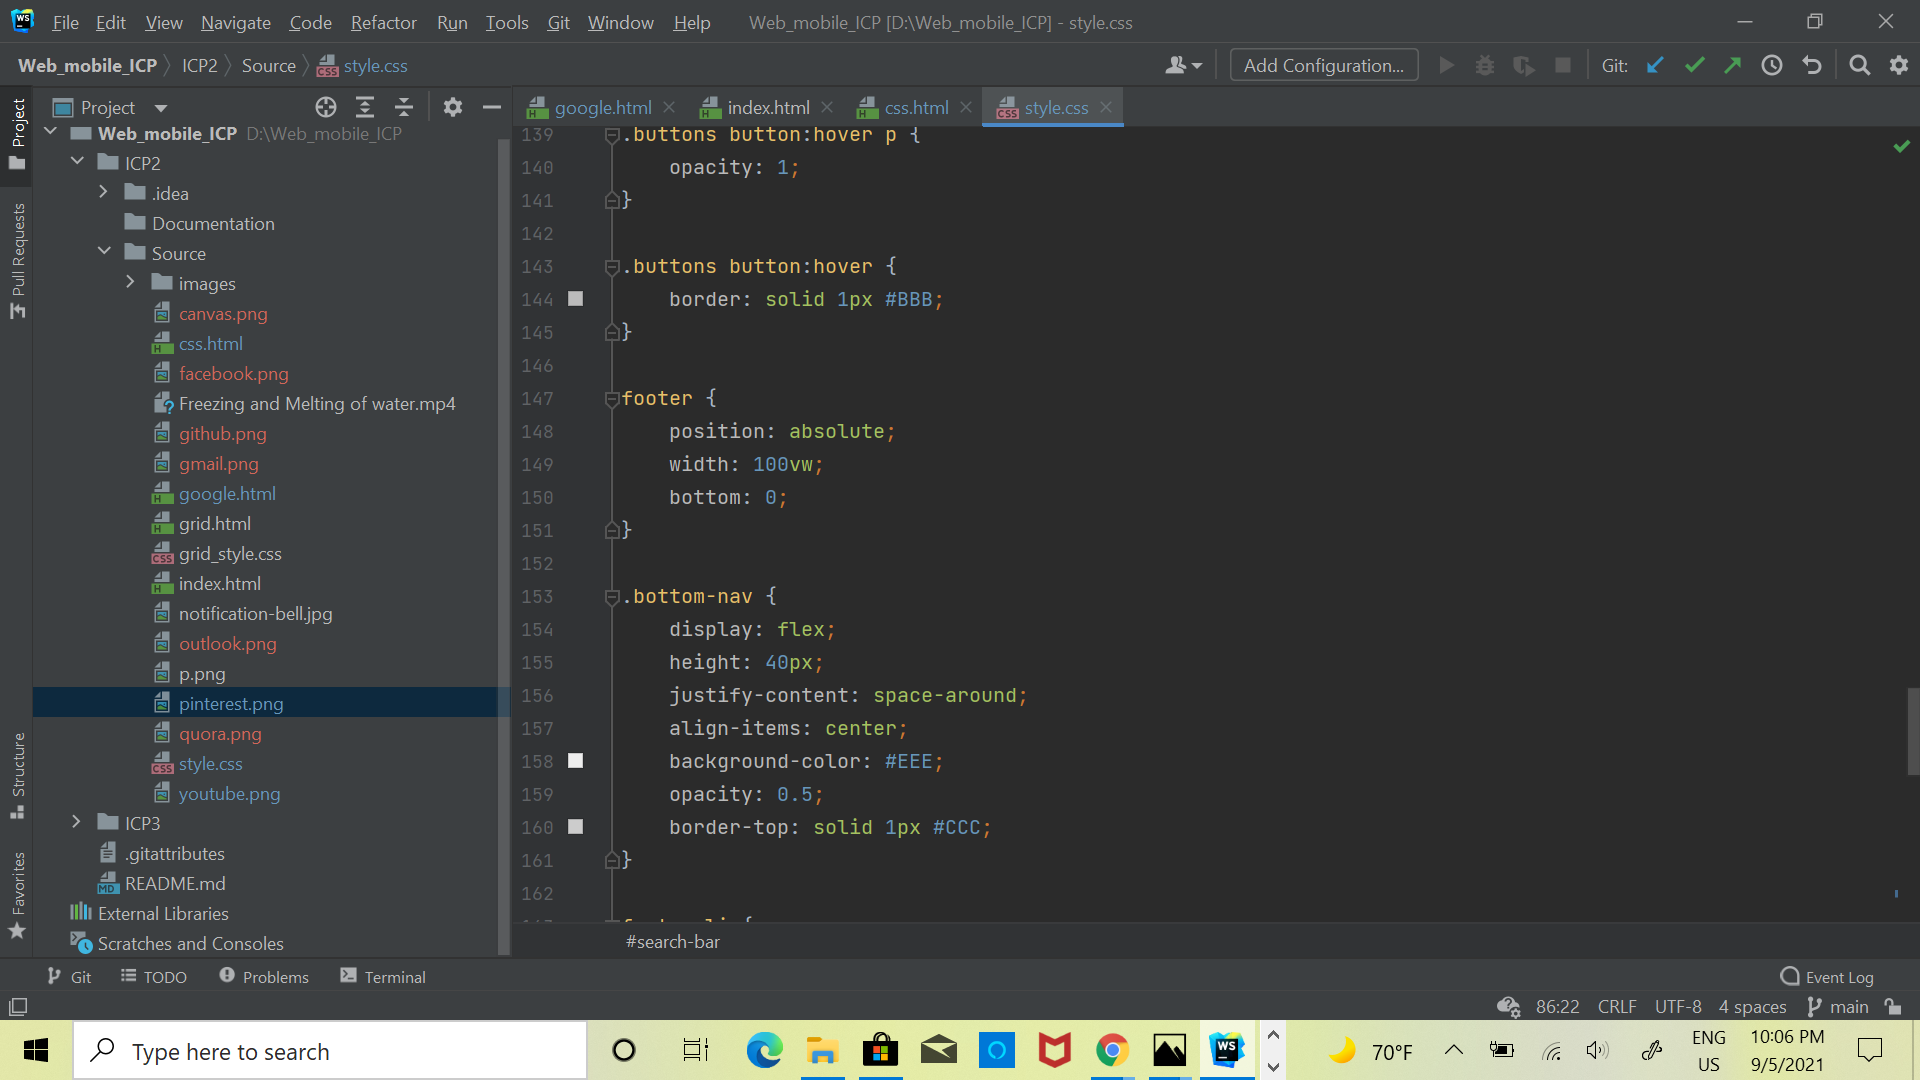 WS File Edit View Navigate Code Refactor Run Tools Git Window Help Web_mobile_ICP [D:\Web_mobile_ICP] - style.css
Web_mobile_ICP ICP2 Source style.css Add Configuration... Git:
Project
google.html index.html css.html style.css
Web_mobile_ICP D:\Web_mobile_ICP
ICP2
.idea
Documentation
Source
images
canvas.png
css.html
facebook.png
Freezing and Melting of water.mp4
github.png
gmail.png
google.html
grid.html
grid_style.css
index.html
notification-bell.jpg
outlook.png
p.png
pinterest.png
quora.png
style.css
youtube.png
ICP3
.gitattributes
README.md
External Libraries
Scratches and Consoles
Project
Pull Requests
Structure
Favorites
139 .buttons button:hover p {
140 opacity: 1;
141 }
142
143 .buttons button:hover {
144 border: solid 1px #BBB;
145 }
146
147 footer {
148 position: absolute;
149 width: 100vw;
150 bottom: 0;
151 }
152
153 .bottom-nav {
154 display: flex;
155 height: 40px;
156 justify-content: space-around;
157 align-items: center;
158 background-color: #EEE;
159 opacity: 0.5;
160 border-top: solid 1px #CCC;
161 }
162
#search-bar
Git TODO Problems Terminal Event Log
86:22 CRLF UTF-8 4 spaces main
Type here to search
WS
70°F
ENG
US
10:06 PM
9/5/2021